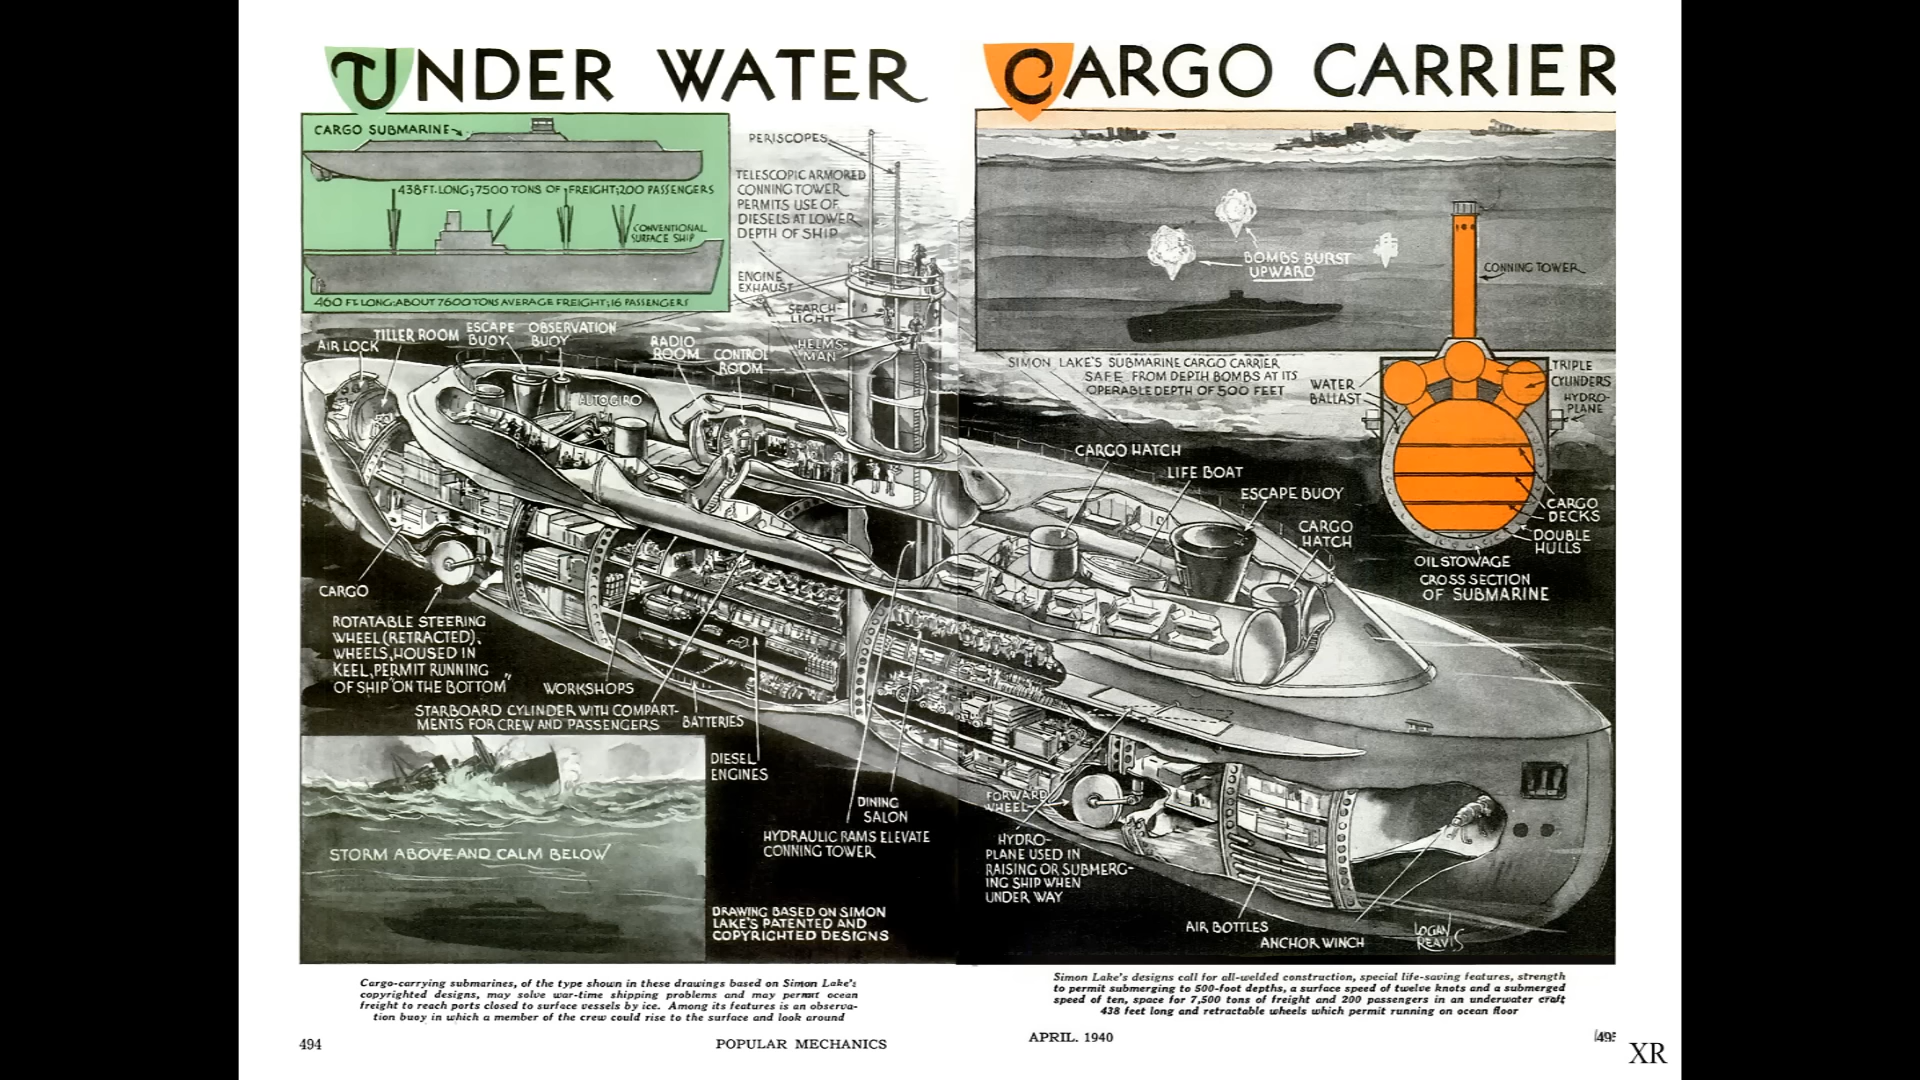 UNDER WATER CARGO CARRIER
CARGO SUBMARINE
438 FT. LONG; 7500 TONS OF FREIGHT; 200 PASSENGERS
CONVENTIONAL
SURFACE SHIP
460 FT. LONG: ABOUT 7600 TONS AVERAGE FREIGHT; 16 PASSENGERS
PERISCOPES
TELESCOPIC ARMORED
CONNING TOWER
PERMITS USE OF
DIESELS AT LOWER
DEPTH OF SHIP
ENGINE
EXHAUST
SEARCH-
LIGHT
HELMS-
MAN
AIR LOCK
TILLER ROOM
ESCAPE
BUOY
OBSERVATION
BUOY
RADIO
ROOM
CONTROL
ROOM
AUTOGIRO
BOMBS BURST
UPWARD
SIMON LAKE'S SUBMARINE CARGO CARRIER
SAFE FROM DEPTH BOMBS AT ITS
OPERABLE DEPTH OF 500 FEET
CONNING TOWER
WATER
BALLAST
TRIPLE
CYLINDERS
HYDRO-
PLANE
CARGO
DECKS
DOUBLE
HULLS
OIL STOWAGE
CROSS SECTION
OF SUBMARINE
CARGO HATCH
LIFE BOAT
ESCAPE BUOY
CARGO
HATCH
CARGO
ROTATABLE STEERING
WHEEL (RETRACTED),
WHEELS, HOUSED IN
KEEL, PERMIT RUNNING
OF SHIP "ON THE BOTTOM"
WORKSHOPS
STARBOARD CYLINDER WITH COMPART-
MENTS FOR CREW AND PASSENGERS
BATTERIES
DIESEL
ENGINES
DINING
SALON
HYDRAULIC RAMS ELEVATE
CONNING TOWER
FORWARD
WHEEL
HYDRO-
PLANE USED IN
RAISING OR SUBMERG-
ING SHIP WHEN
UNDER WAY
AIR BOTTLES
ANCHOR WINCH
LOGAN
REAVIS
STORM ABOVE AND CALM BELOW
DRAWING BASED ON SIMON
LAKE'S PATENTED AND
COPYRIGHTED DESIGNS
Cargo-carrying submarines, of the type shown in these drawings based on Simon Lake's
copyrighted designs, may solve war-time shipping problems and may permit ocean
freight to reach ports closed to surface vessels by ice. Among its features is an observa-
tion buoy in which a member of the crew could rise to the surface and look around
Simon Lake's designs call for all-welded construction, special life-saving features, strength
to permit submerging to 500-foot depths, a surface speed of twelve knots and a submerged
speed of ten, space for 7,500 tons of freight and 200 passengers in an underwater craft
438 feet long and retractable wheels which permit running on ocean floor
494
POPULAR MECHANICS
APRIL. 1940
XR